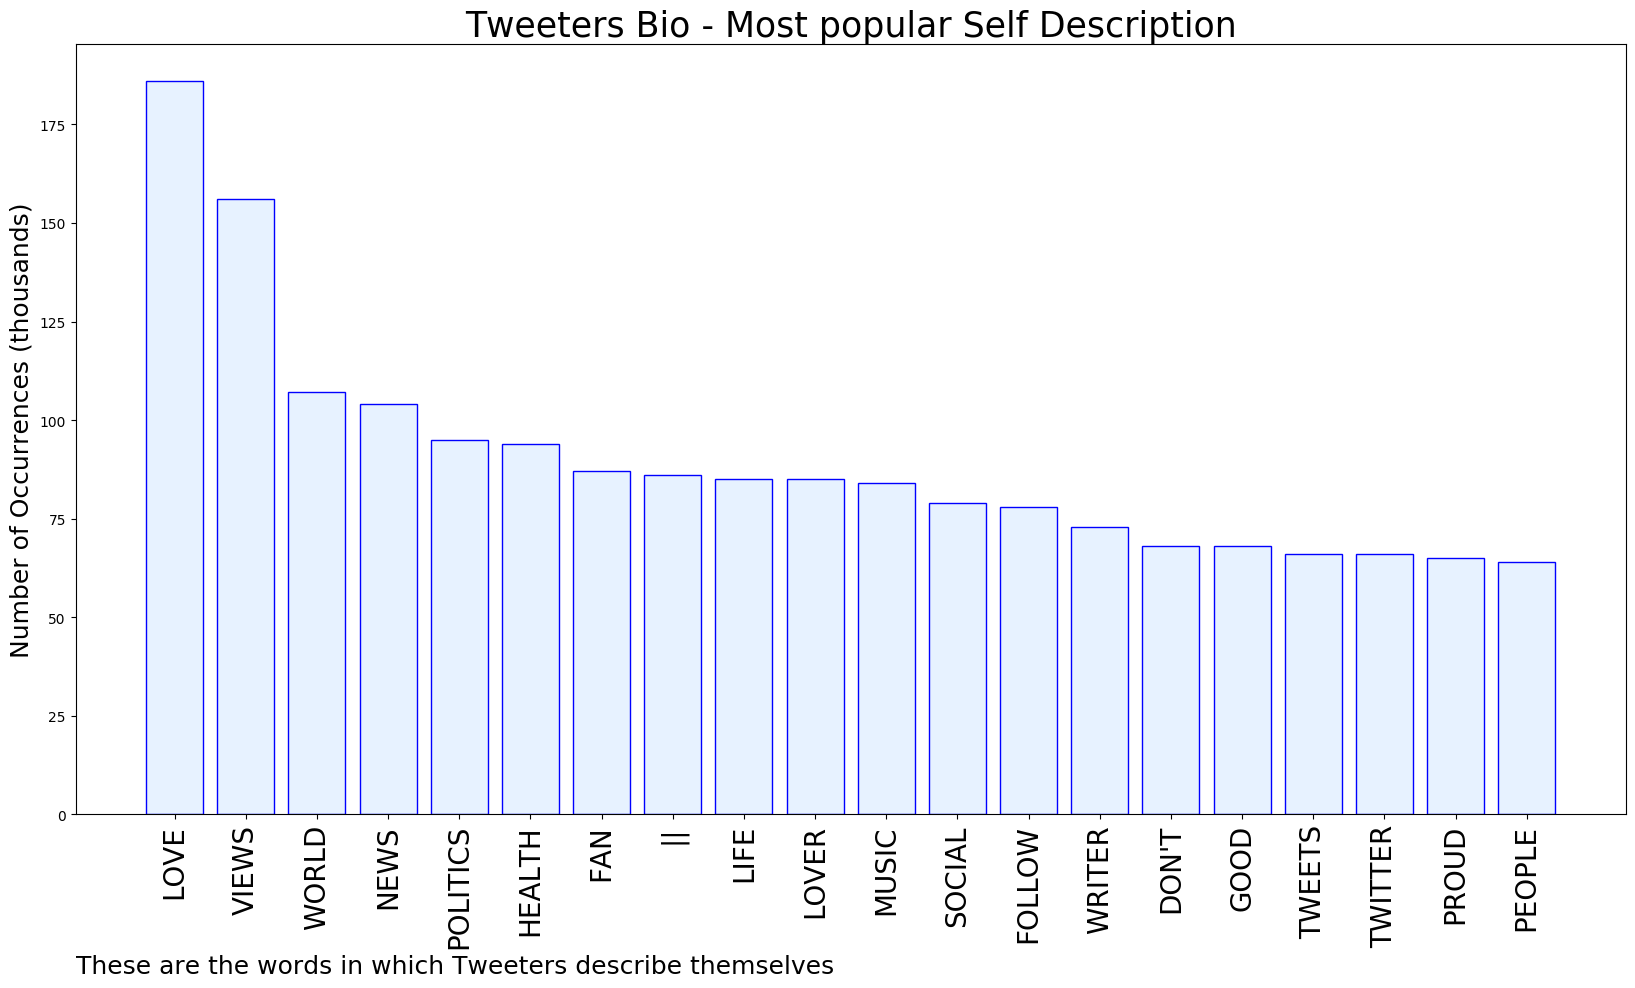 Tweeters Bio - Most popular Self Description
Number of Occurrences (thousands)
175
150
125
100
75
50
25
0
LOVE
VIEWS
WORLD
NEWS
POLITICS
HEALTH
FAN
||
LIFE
LOVER
MUSIC
SOCIAL
FOLLOW
WRITER
DON'T
GOOD
TWEETS
TWITTER
PROUD
PEOPLE
These are the words in which Tweeters describe themselves